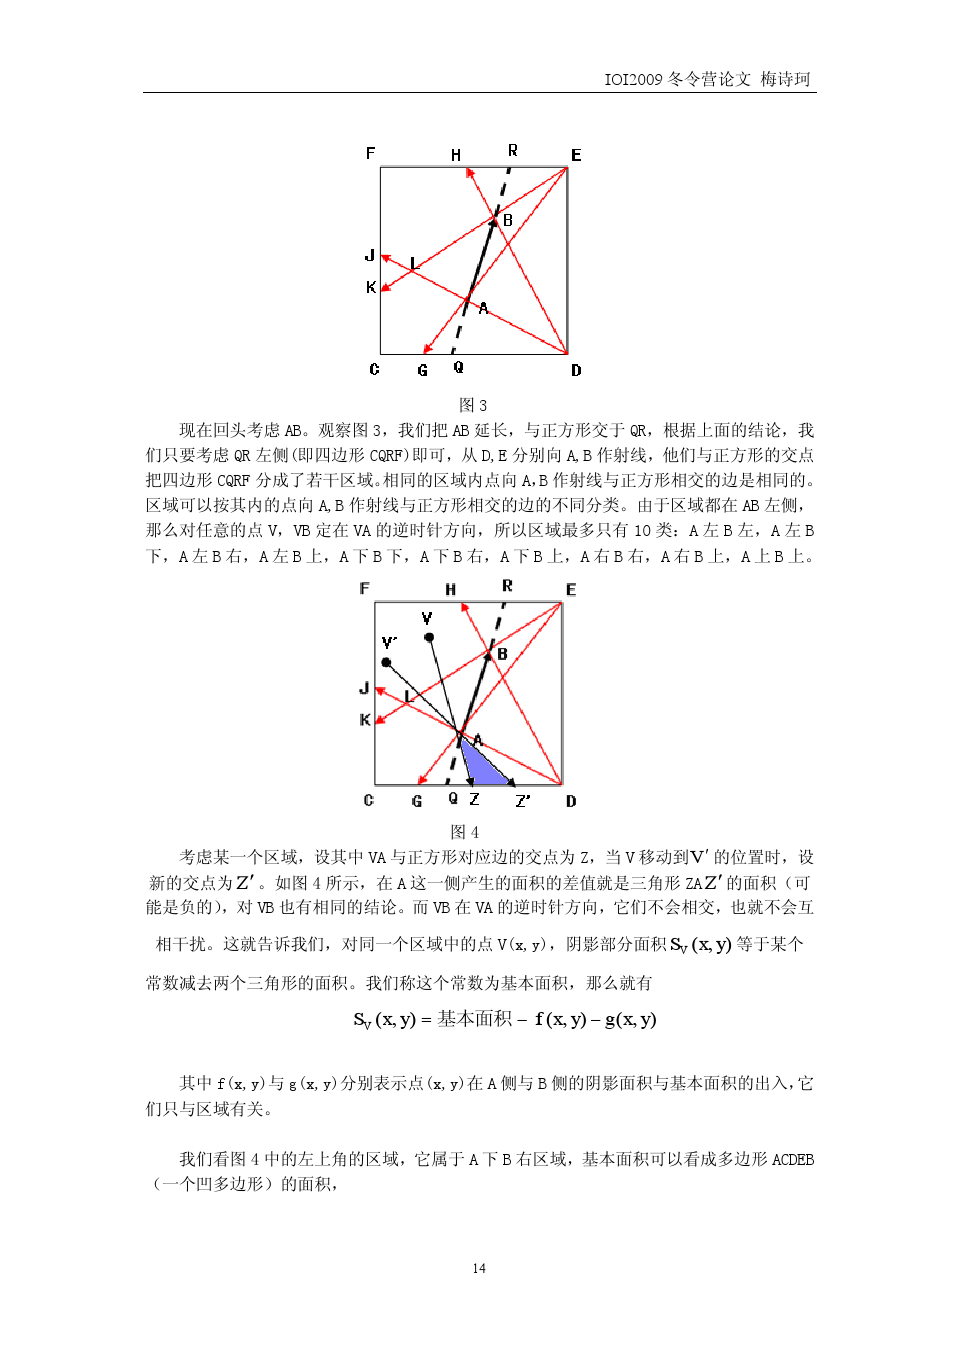 IOI2009 冬令营论文 梅诗珂
F H R E
B
J L
K
A
C G Q D
图 3
现在回头考虑 AB。观察图 3，我们把 AB 延长，与正方形交于 QR，根据上面的结论，我
们只要考虑 QR 左侧(即四边形 CQRF)即可，从 D,E 分别向 A,B 作射线，他们与正方形的交点
把四边形 CQRF 分成了若干区域。相同的区域内点向 A,B 作射线与正方形相交的边是相同的。
区域可以按其内的点向 A,B 作射线与正方形相交的边的不同分类。由于区域都在 AB 左侧，
那么对任意的点 V，VB 定在 VA 的逆时针方向，所以区域最多只有 10 类：A 左 B 左，A 左 B
下，A 左 B 右，A 左 B 上，A 下 B 下，A 下 B 右，A 下 B 上，A 右 B 右，A 右 B 上，A 上 B 上。
F H R E
V
V'
B
J L
K
A
C G Q Z Z' D
图 4
考虑某一个区域，设其中 VA 与正方形对应边的交点为 Z，当 V 移动到V′ 的位置时，设
新的交点为 Z′ 。如图 4 所示，在 A 这一侧产生的面积的差值就是三角形 ZA Z′ 的面积（可
能是负的），对 VB 也有相同的结论。而 VB 在 VA 的逆时针方向，它们不会相交，也就不会互
相干扰。这就告诉我们，对同一个区域中的点 V(x,y)，阴影部分面积 S_V (x, y) 等于某个
常数减去两个三角形的面积。我们称这个常数为基本面积，那么就有
S_V (x, y) = 基本面积 − f (x, y) − g(x, y)
其中 f(x,y)与 g(x,y)分别表示点(x,y)在 A 侧与 B 侧的阴影面积与基本面积的出入，它
们只与区域有关。
我们看图 4 中的左上角的区域，它属于 A 下 B 右区域，基本面积可以看成多边形 ACDEB
（一个凹多边形）的面积，
14